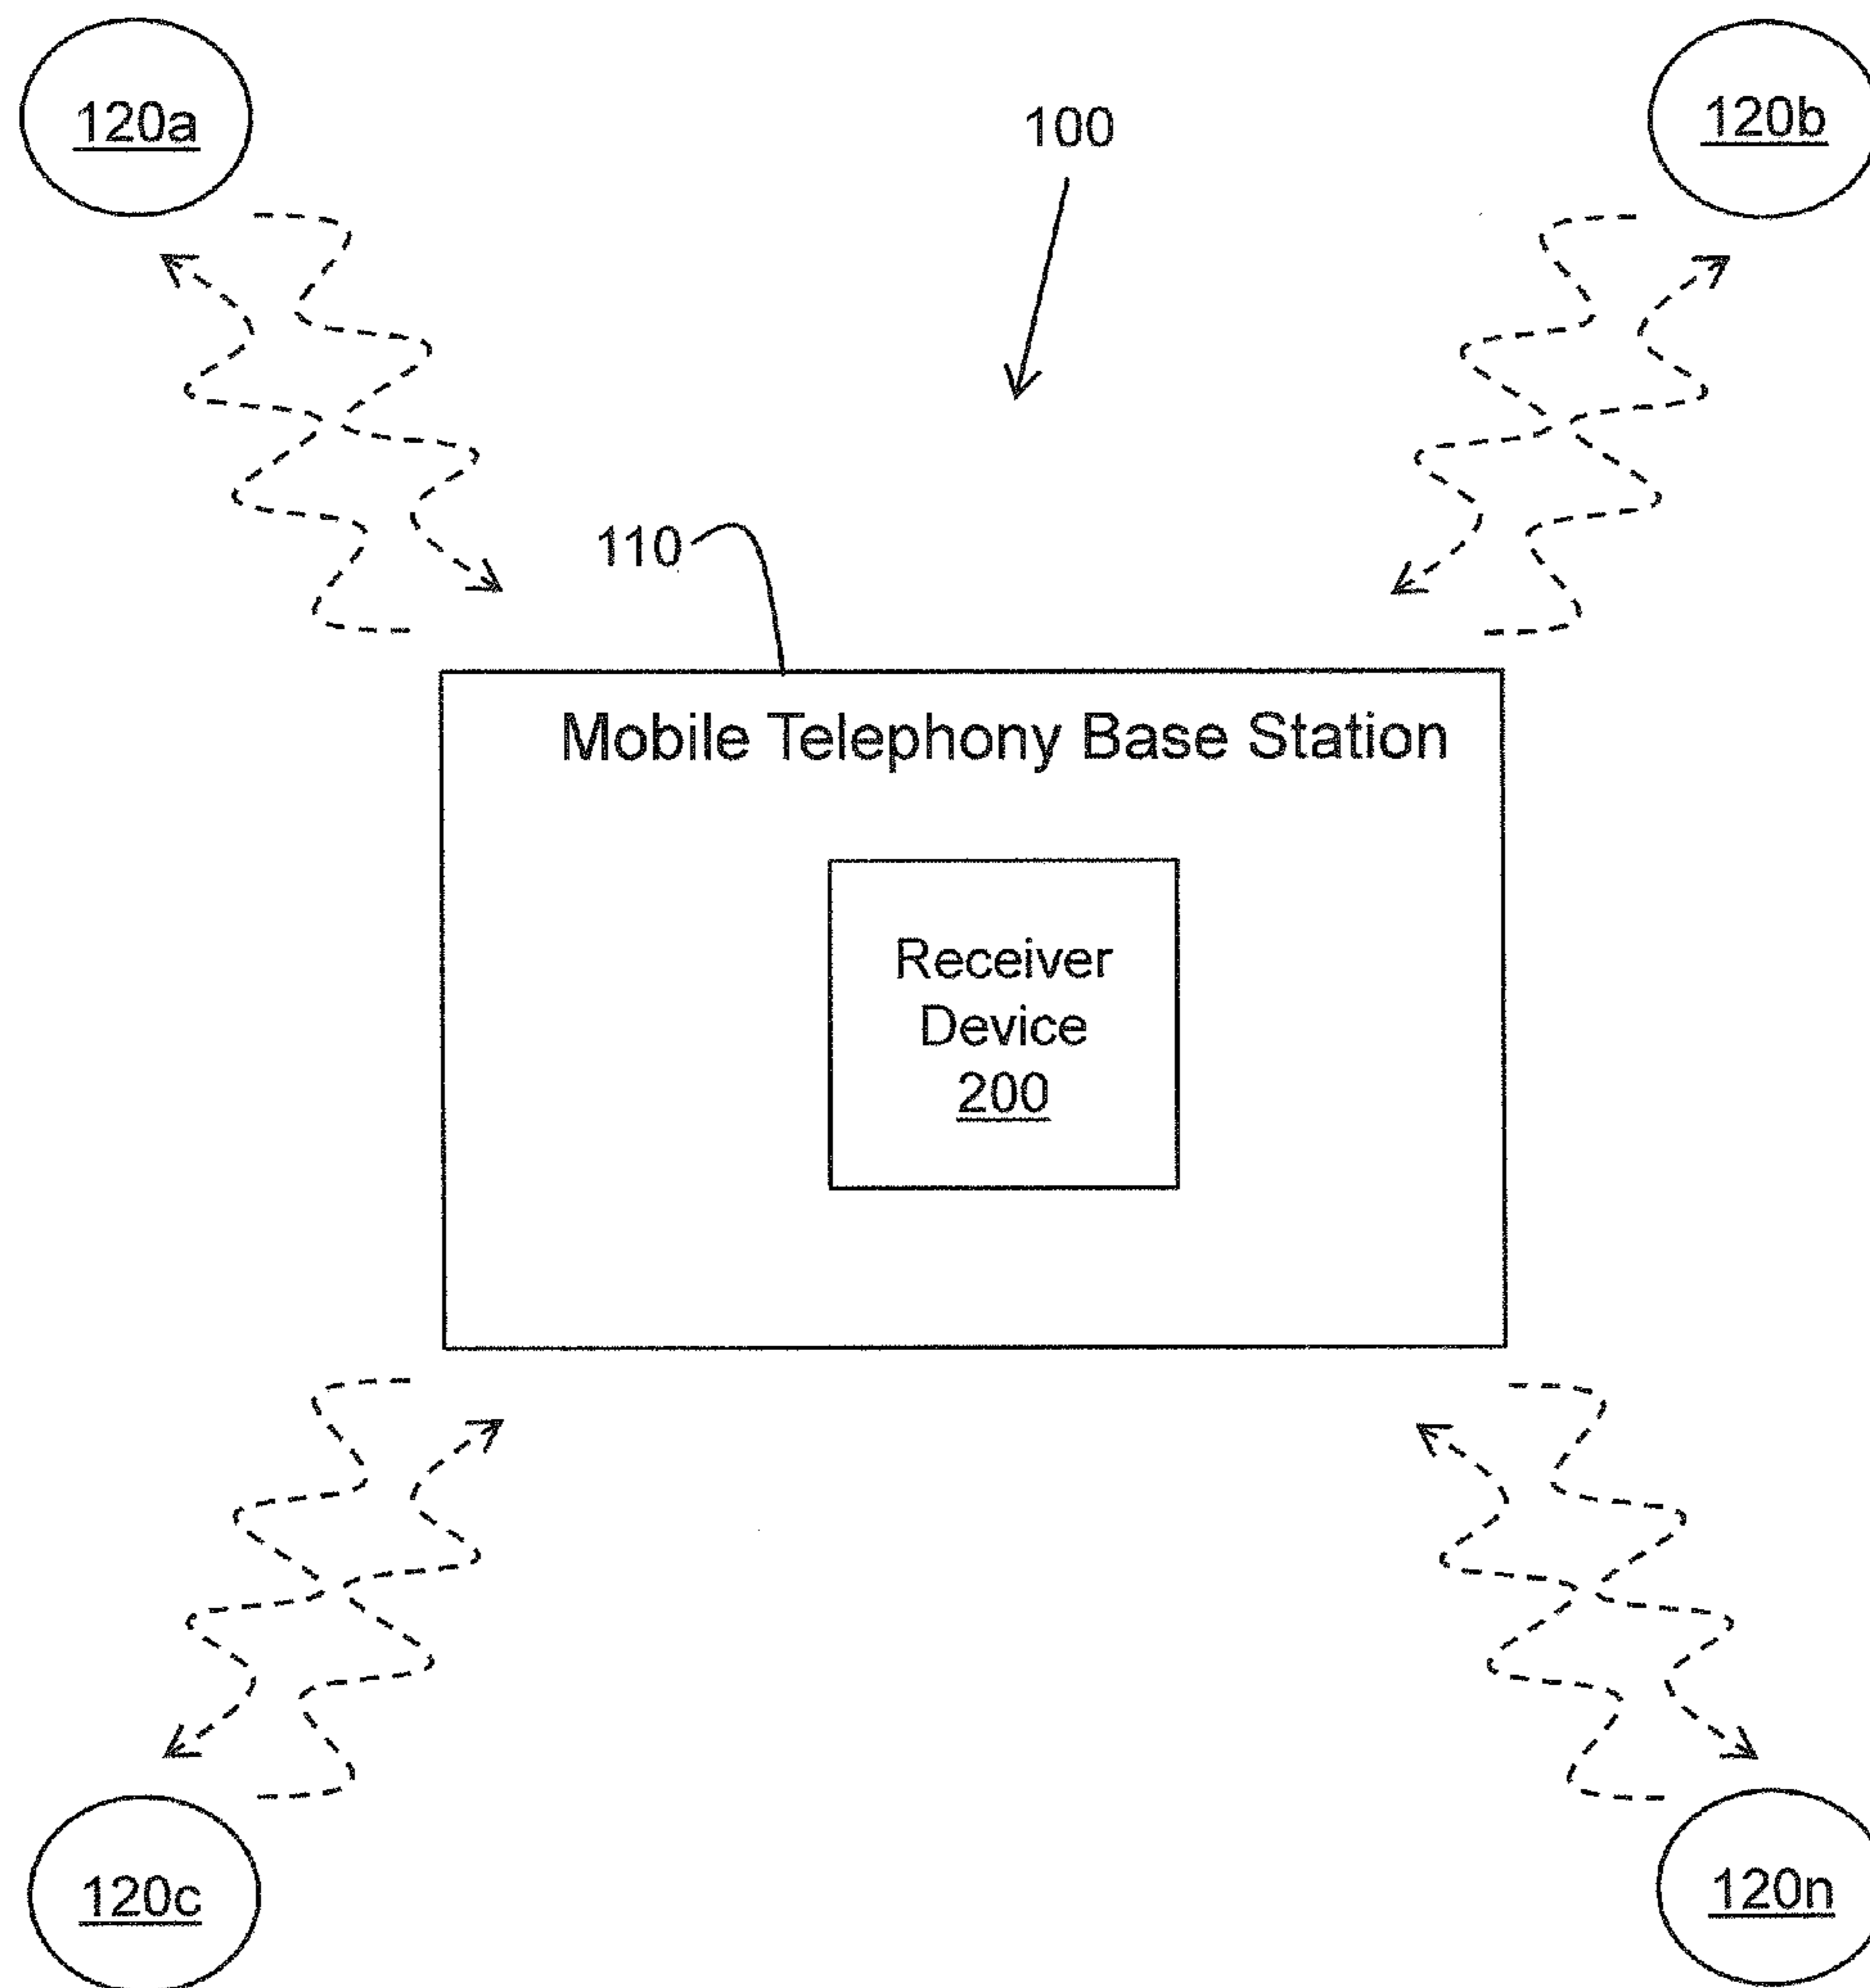 120a
120b
100
110
Mobile Telephony Base Station
Receiver
Device
200
120c
120n